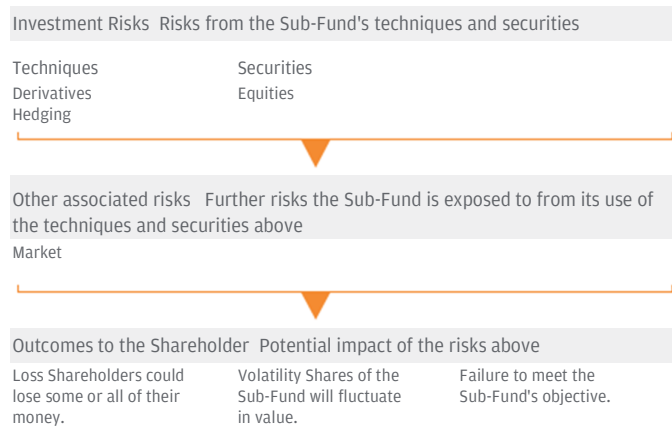 Investment Risks Risks from the Sub-Fund's techniques and securities
Techniques
Derivatives
Hedging
Securities
Equities
Other associated risks Further risks the Sub-Fund is exposed to from its use of
the techniques and securities above
Market
Outcomes to the Shareholder Potential impact of the risks above
Loss Shareholders could
lose some or all of their
money.
Volatility Shares of the
Sub-Fund will fluctuate
in value.
Failure to meet the
Sub-Fund's objective.